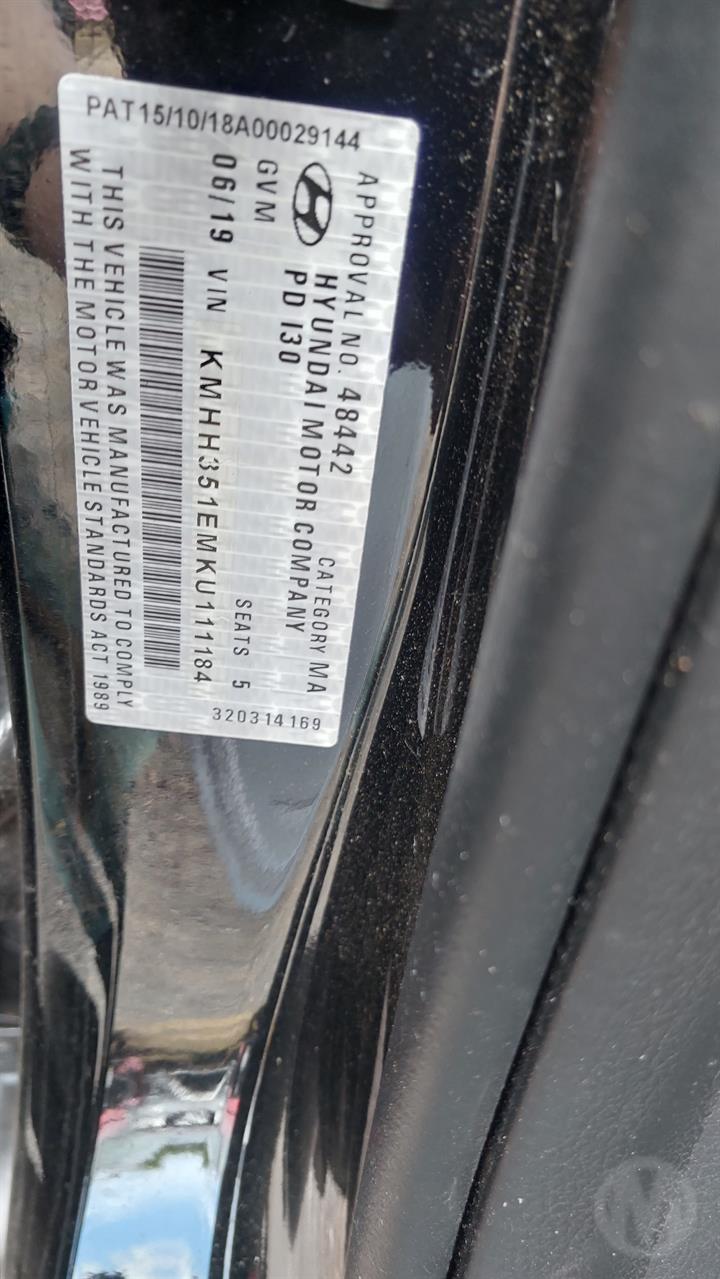 PAT15/10/18A00029144
APPROVAL NO. 48442 CATEGORY MA
HYUNDAI MOTOR COMPANY
PD I30
GVM SEATS 5
06/19 VIN KMHH351EMKU111184
THIS VEHICLE WAS MANUFACTURED TO COMPLY
WITH THE MOTOR VEHICLE STANDARDS ACT 1989
320314169
M